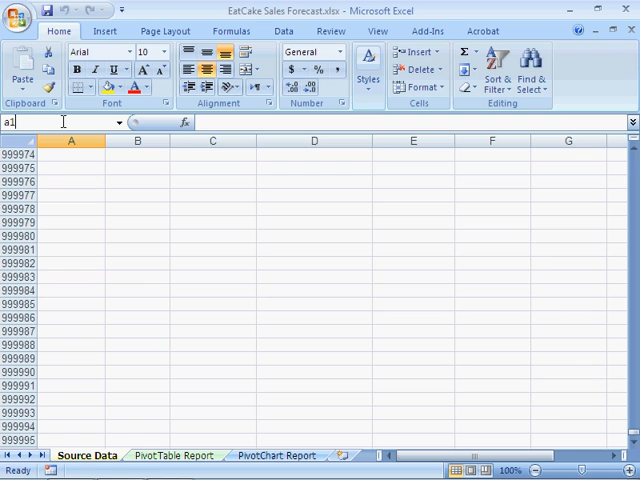 EatCake Sales Forecast.xlsx - Microsoft Excel
Home Insert Page Layout Formulas Data Review View Add-Ins Acrobat
Paste
Arial 10
B I U
A A
A
$ % ,
Styles
Insert
Delete
Format
Σ
Sort & Filter
Find & Select
Clipboard Font Alignment Number Cells Editing
a1 fx
A B C D E F G
999974
999975
999976
999977
999978
999979
999980
999981
999982
999983
999984
999985
999986
999987
999988
999989
999990
999991
999992
999993
999994
999995
Source Data PivotTable Report PivotChart Report
Ready 100%